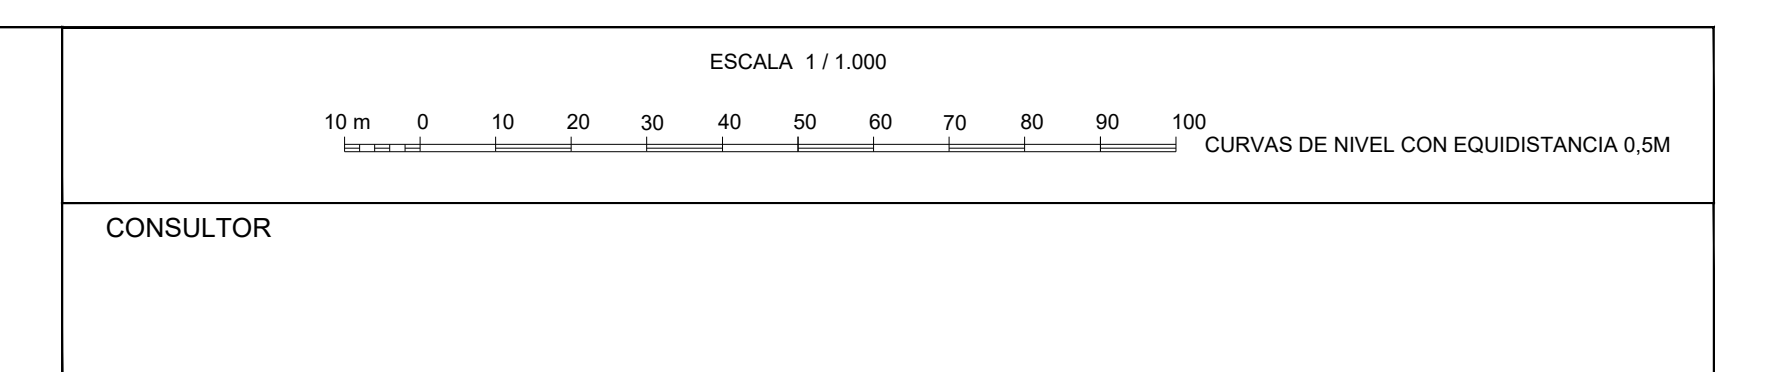 ESCALA 1 / 1.000
10 m 0 10 20 30 40 50 60 70 80 90 100
CURVAS DE NIVEL CON EQUIDISTANCIA 0,5M
CONSULTOR